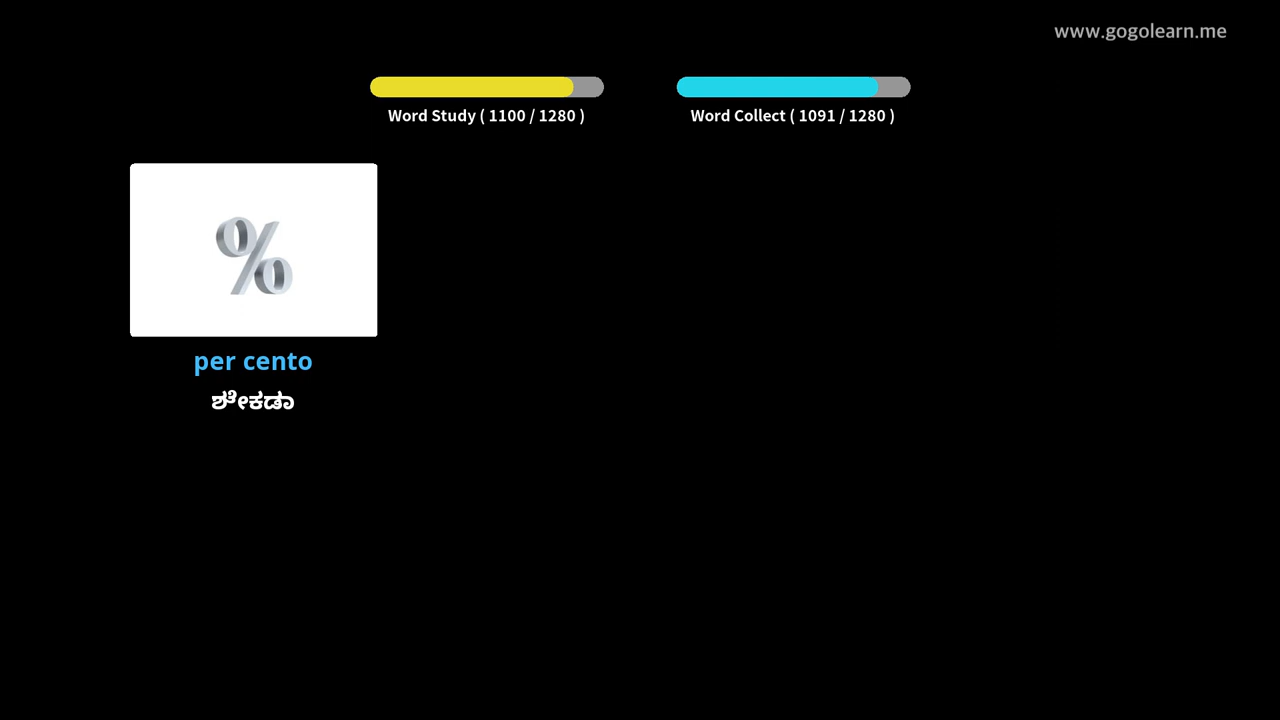 www.gogolearn.me
Word Study ( 1100 / 1280 )
Word Collect ( 1091 / 1280 )
%
per cento
ಶೇಕಡಾ